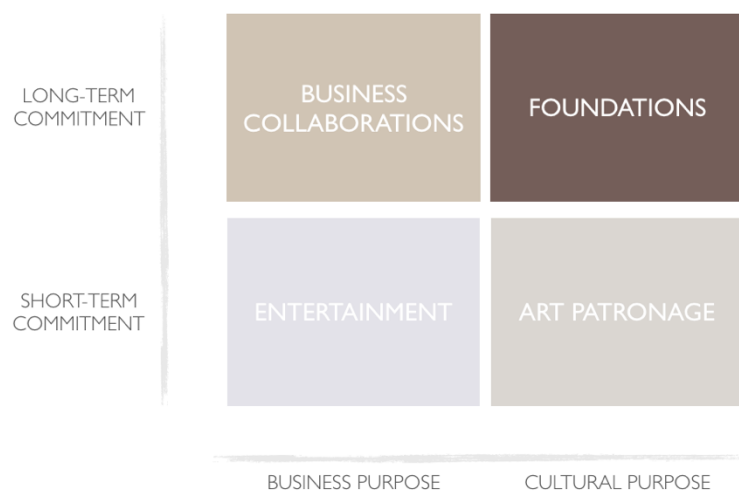 LONG-TERM
COMMITMENT
BUSINESS
COLLABORATIONS
FOUNDATIONS
SHORT-TERM
COMMITMENT
ENTERTAINMENT
ART PATRONAGE
BUSINESS PURPOSE
CULTURAL PURPOSE